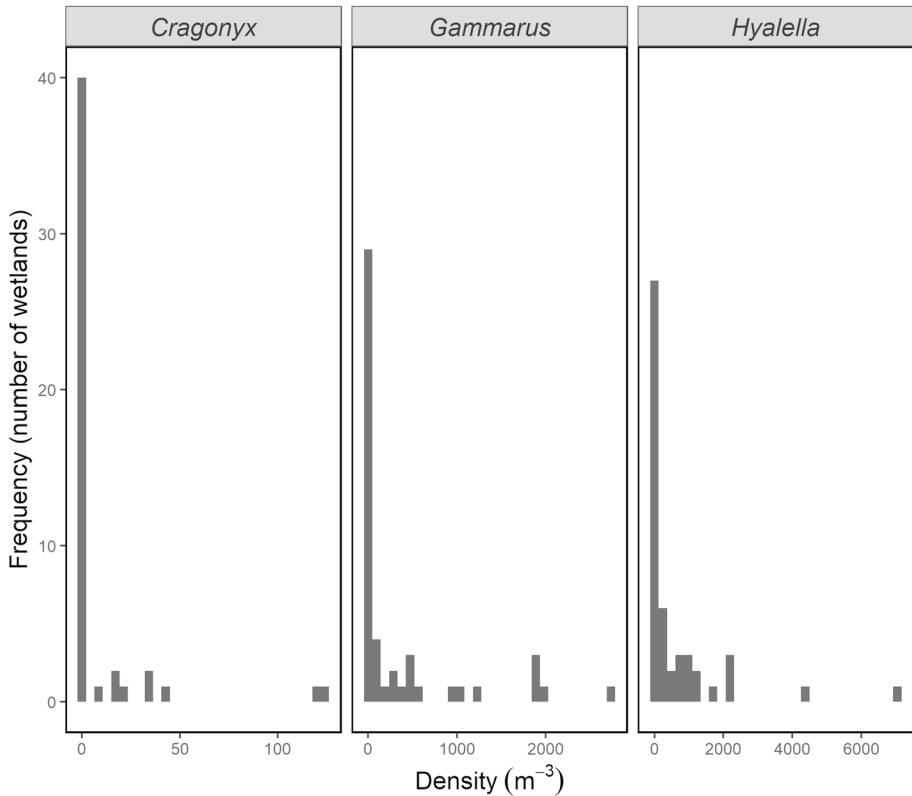 Cragonyx Gammarus Hyalella
40
30
20
10
0
Frequency (number of wetlands)
0 50 100 0 1000 2000 0 2000 4000 6000
Density (m⁻³)